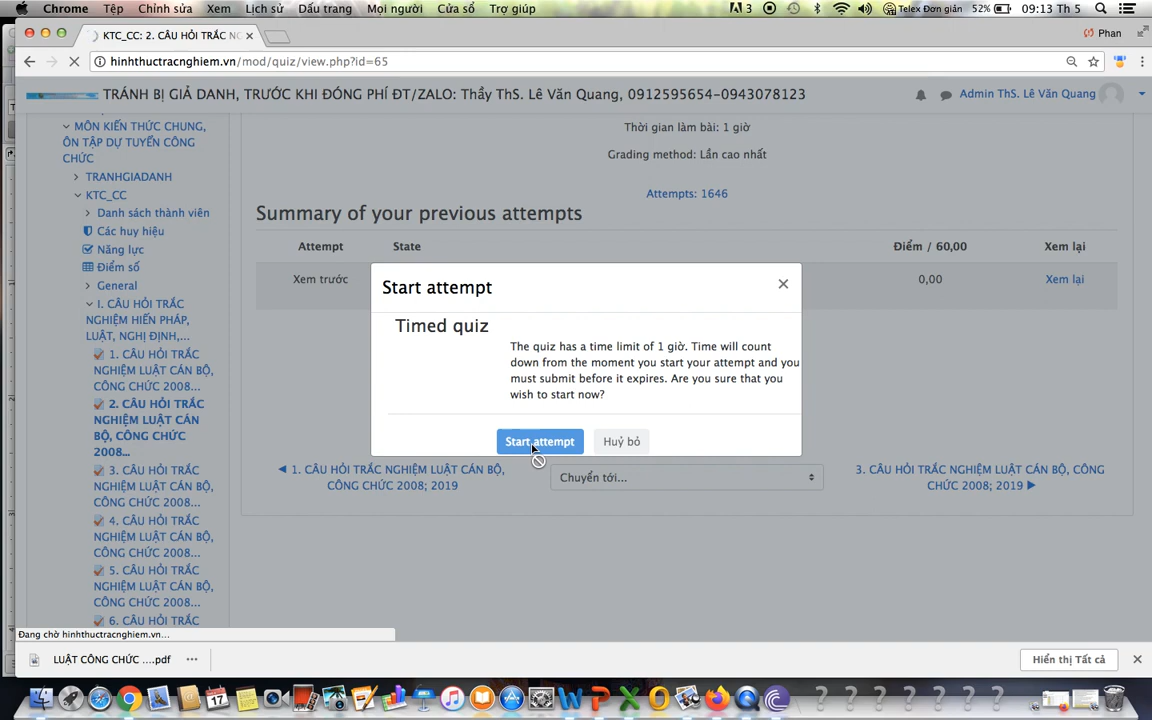 Chrome Tệp Chỉnh sửa Xem Lịch sử Dấu trang Mọi người Cửa sổ Trợ giúp 3 Telex Đơn giản 52% 09:13 Th 5
KTC_CC: 2. CÂU HỎI TRẮC NG
Phan
hinhthuctracnghiem.vn/mod/quiz/view.php?id=65
TRÁNH BỊ GIẢ DANH, TRƯỚC KHI ĐÓNG PHÍ ĐT/ZALO: Thầy ThS. Lê Văn Quang, 0912595654-0943078123
Admin ThS. Lê Văn Quang
MÔN KIẾN THỨC CHUNG,
ÔN TẬP DỰ TUYỂN CÔNG
CHỨC
TRANHGIADANH
KTC_CC
Danh sách thành viên
Các huy hiệu
Năng lực
Điểm số
General
I. CÂU HỎI TRẮC
NGHIỆM HIẾN PHÁP,
LUẬT, NGHỊ ĐỊNH,...
1. CÂU HỎI TRẮC
NGHIỆM LUẬT CÁN BỘ,
CÔNG CHỨC 2008...
2. CÂU HỎI TRẮC
NGHIỆM LUẬT CÁN
BỘ, CÔNG CHỨC
2008...
3. CÂU HỎI TRẮC
NGHIỆM LUẬT CÁN BỘ,
CÔNG CHỨC 2008...
4. CÂU HỎI TRẮC
NGHIỆM LUẬT CÁN BỘ,
CÔNG CHỨC 2008...
5. CÂU HỎI TRẮC
NGHIỆM LUẬT CÁN BỘ,
CÔNG CHỨC 2008...
6. CÂU HỎI TRẮC
Thời gian làm bài: 1 giờ
Grading method: Lần cao nhất
Attempts: 1646
Summary of your previous attempts
Attempt State Điểm / 60,00 Xem lại
Xem trước 0,00 Xem lại
Start attempt
Timed quiz
The quiz has a time limit of 1 giờ. Time will count
down from the moment you start your attempt and you
must submit before it expires. Are you sure that you
wish to start now?
Start attempt Huỷ bỏ
◄ 1. CÂU HỎI TRẮC NGHIỆM LUẬT CÁN BỘ,
CÔNG CHỨC 2008; 2019
Chuyển tới...
3. CÂU HỎI TRẮC NGHIỆM LUẬT CÁN BỘ, CÔNG
CHỨC 2008; 2019 ►
Đang chờ hinhthuctracnghiem.vn...
LUẬT CÔNG CHỨC ....pdf
Hiển thị Tất cả
17